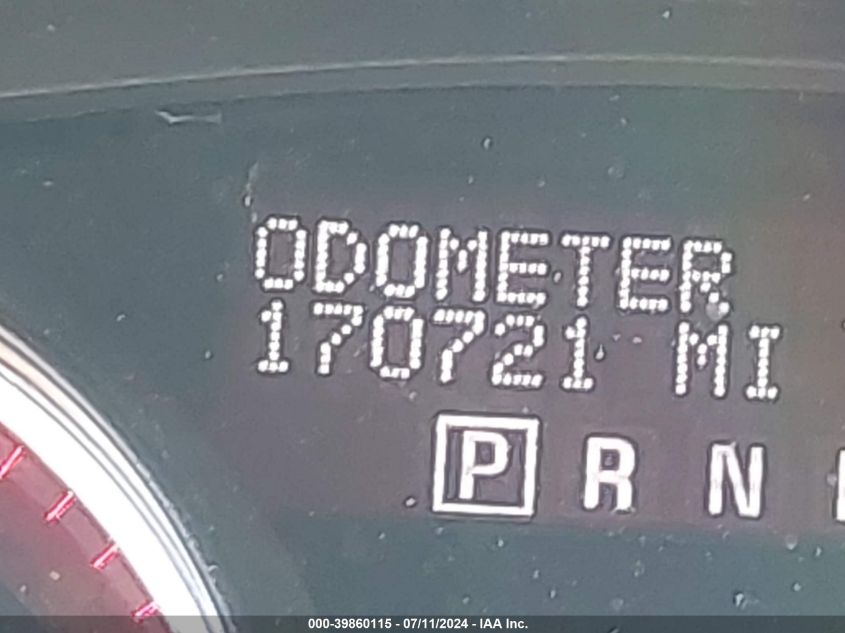 ODOMETER
170721 MI
P R N
000-39860115 - 07/11/2024 - IAA Inc.